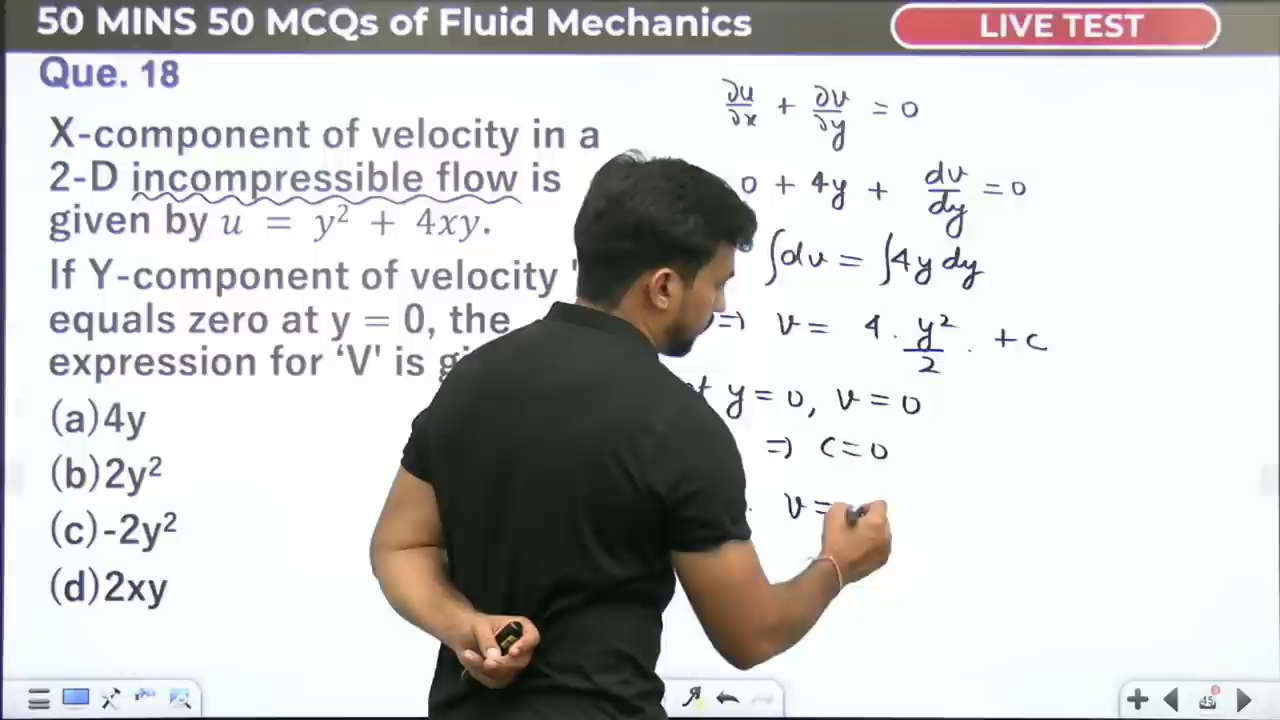 50 MINS 50 MCQs of Fluid Mechanics
LIVE TEST
Que. 18
X-component of velocity in a
2-D incompressible flow is
given by u = y² + 4xy.
If Y-component of velocity '
equals zero at y = 0, the
expression for ‘V' is
(a)4y
(b)2y²
(c)-2y²
(d)2xy
∂u/∂x + ∂v/∂y = 0
0 + 4y + dv/dy = 0
∫dv = ∫4y dy
=) v = 4 . y²/2 . + c
y = 0, v = 0
=) c = 0
v =
45